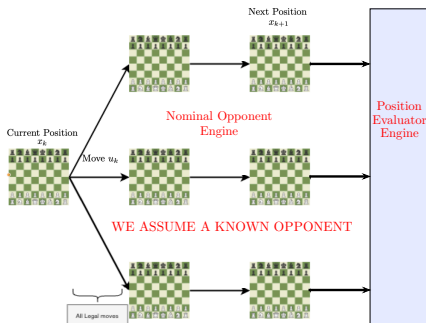 Next Position
x_{k+1}
Nominal Opponent
Engine
Position
Evaluator
Engine
Current Position
x_k
Move u_k
WE ASSUME A KNOWN OPPONENT
All Legal moves